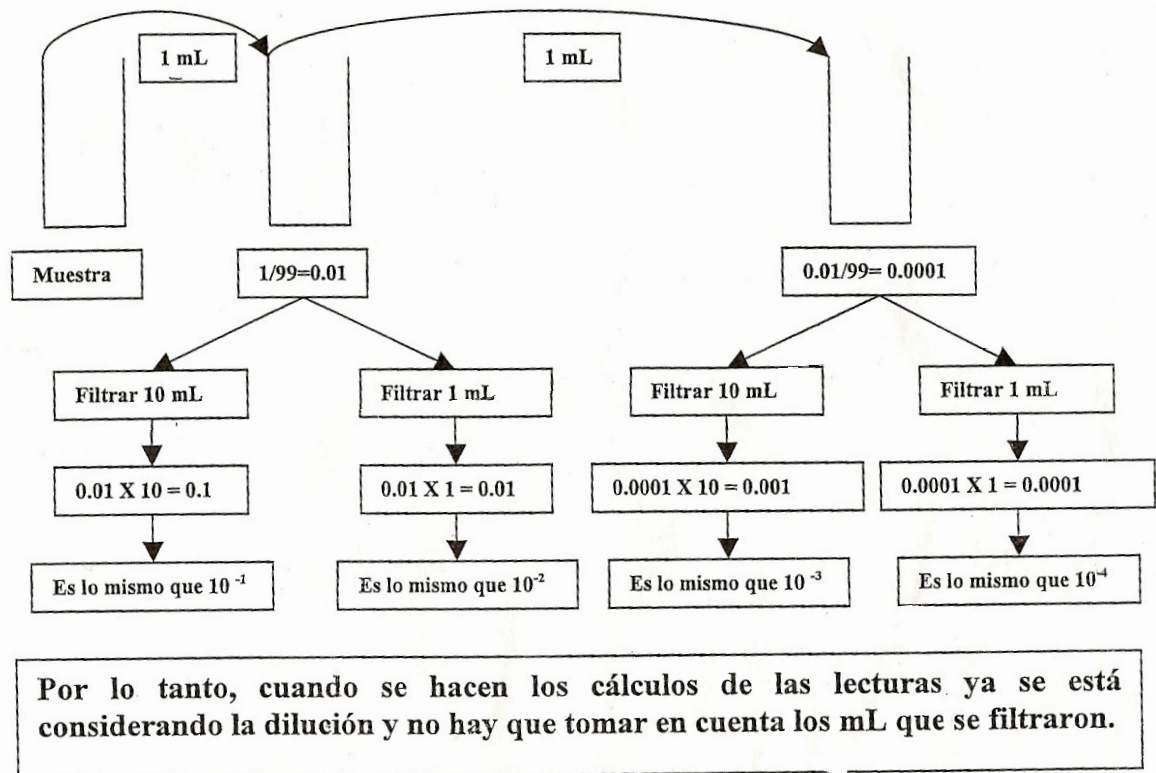 1 mL
1 mL
Muestra
1/99=0.01
0.01/99= 0.0001
Filtrar 10 mL
Filtrar 1 mL
Filtrar 10 mL
Filtrar 1 mL
0.01 X 10 = 0.1
0.01 X 1 = 0.01
0.0001 X 10 = 0.001
0.0001 X 1 = 0.0001
Es lo mismo que 10⁻¹
Es lo mismo que 10⁻²
Es lo mismo que 10⁻³
Es lo mismo que 10⁻⁴
Por lo tanto, cuando se hacen los cálculos de las lecturas ya se está
considerando la dilución y no hay que tomar en cuenta los mL que se filtraron.